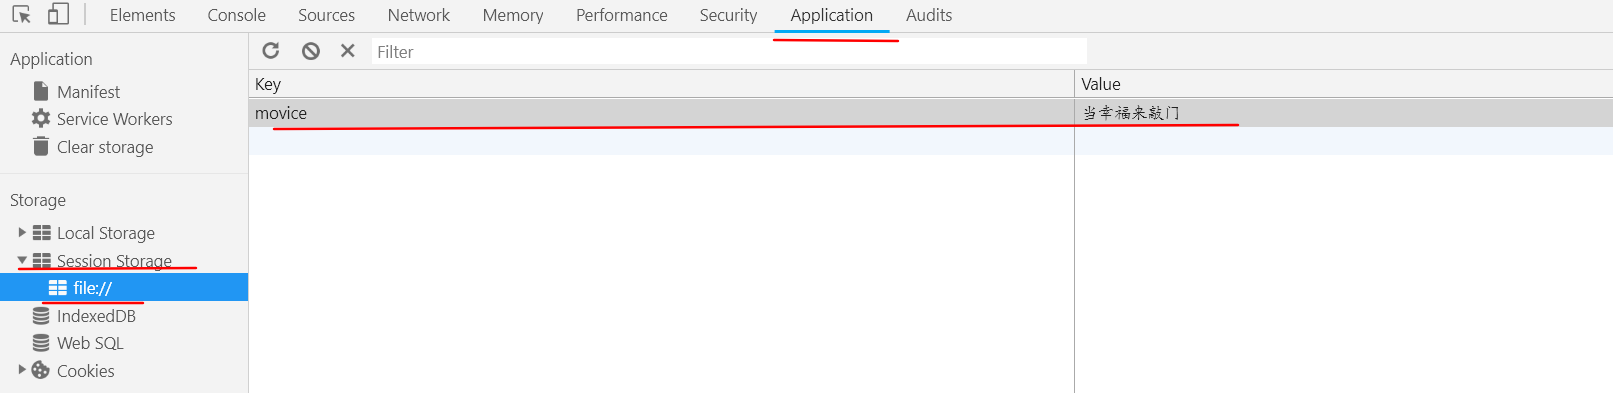 Elements Console Sources Network Memory Performance Security Application Audits
Application
Manifest
Service Workers
Clear storage
Storage
Local Storage
Session Storage
file://
IndexedDB
Web SQL
Cookies
Filter
Key Value
movice 当幸福来敲门